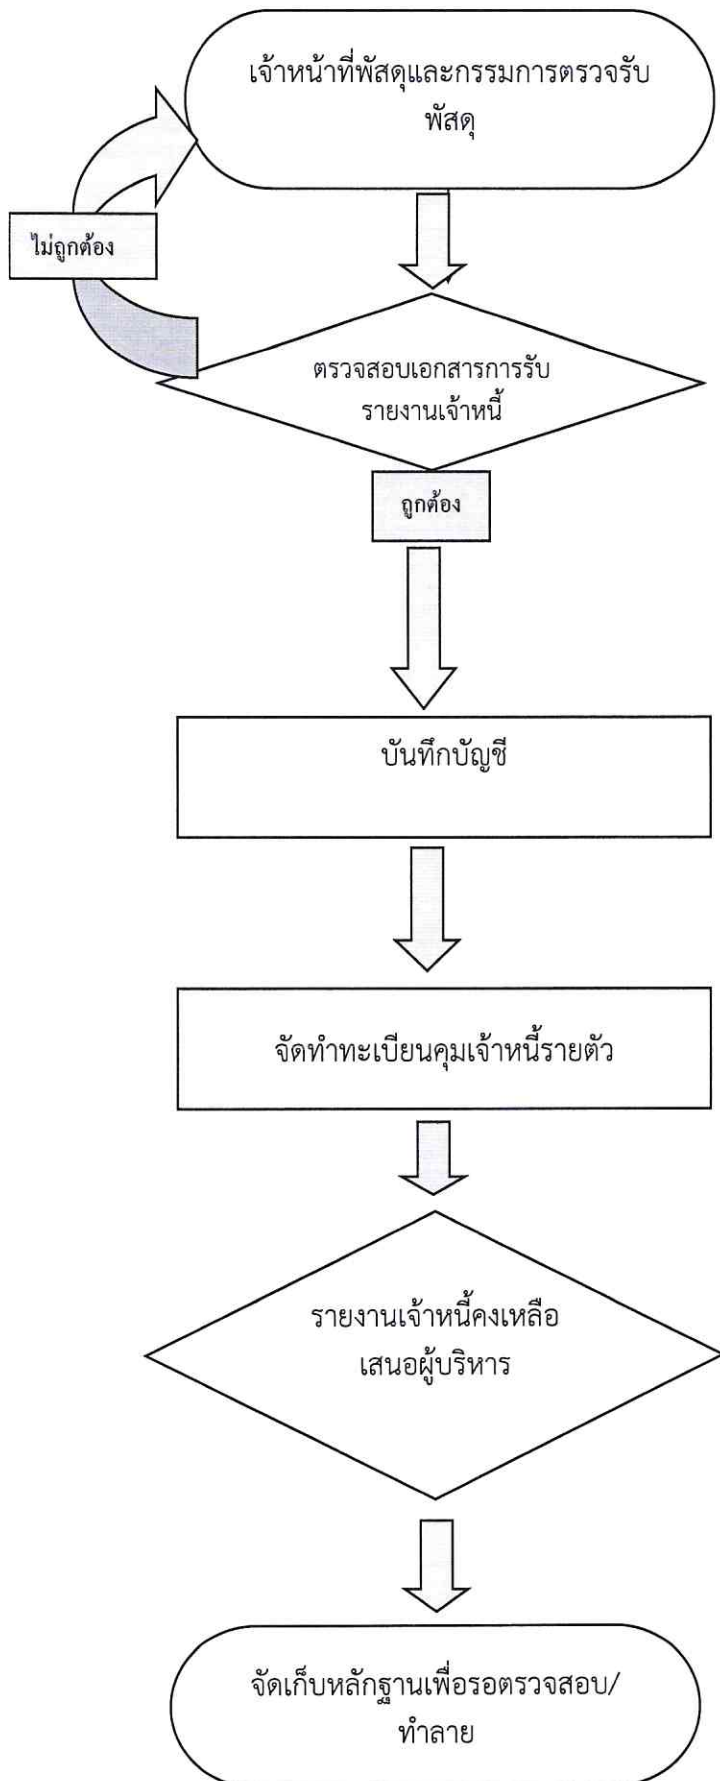 เจ้าหน้าที่พัสดุและกรรมการตรวจรับ
พัสดุ
ไม่ถูกต้อง
ตรวจสอบเอกสารการรับ
รายงานเจ้าหนี้
ถูกต้อง
บันทึกบัญชี
จัดทำทะเบียนคุมเจ้าหนี้รายตัว
รายงานเจ้าหนี้คงเหลือ
เสนอผู้บริหาร
จัดเก็บหลักฐานเพื่อรอตรวจสอบ/
ทำลาย